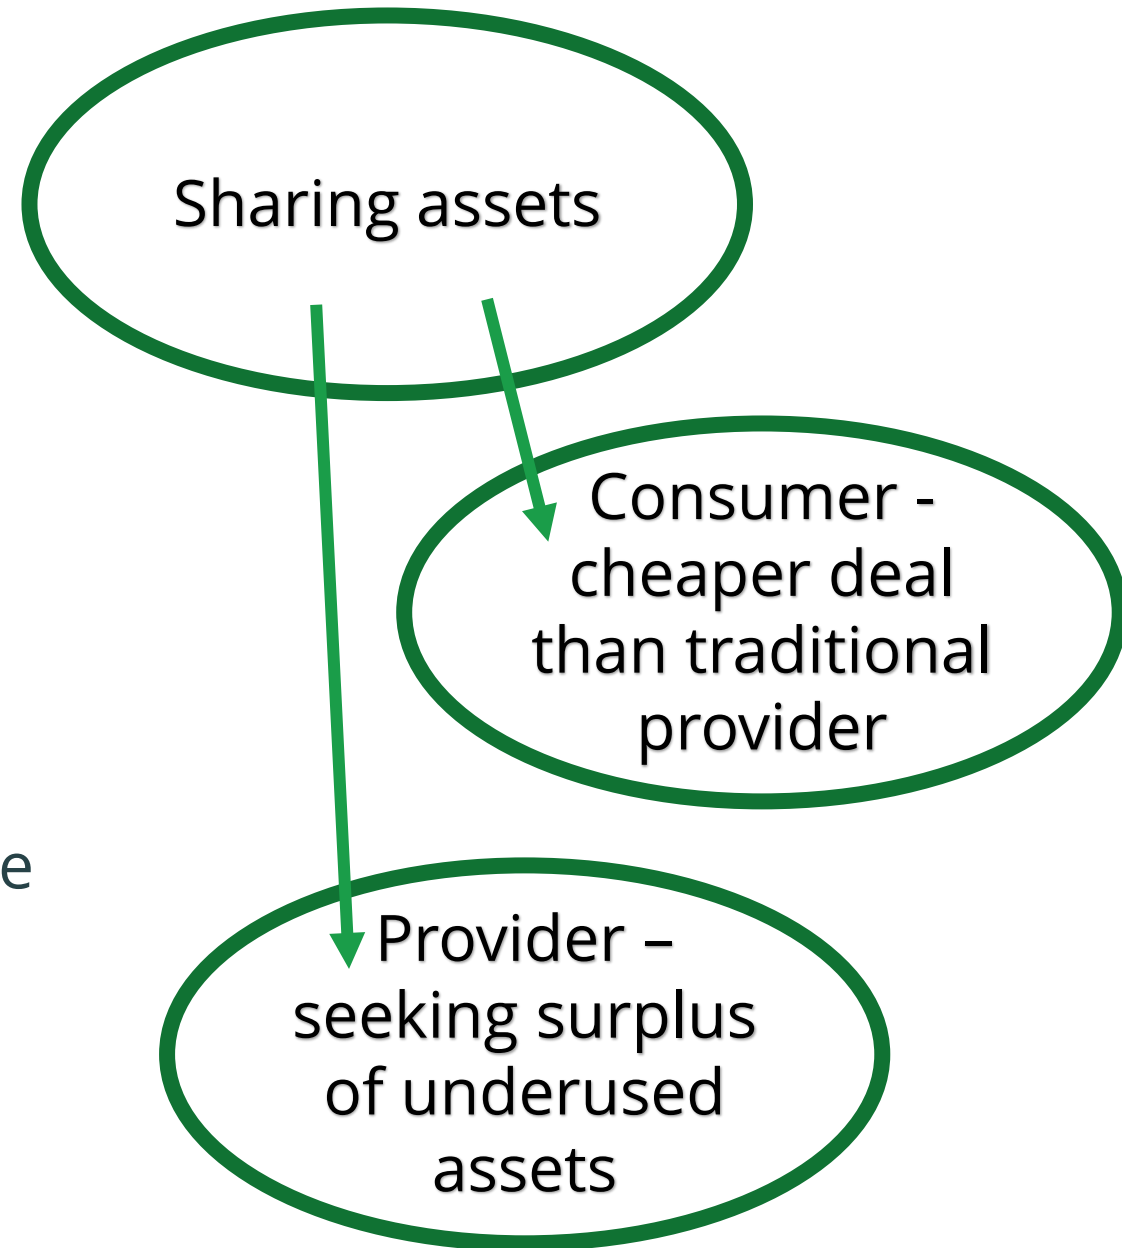 Sharing assets
Consumer -
cheaper deal
than traditional
provider
e
Provider –
seeking surplus
of underused
assets